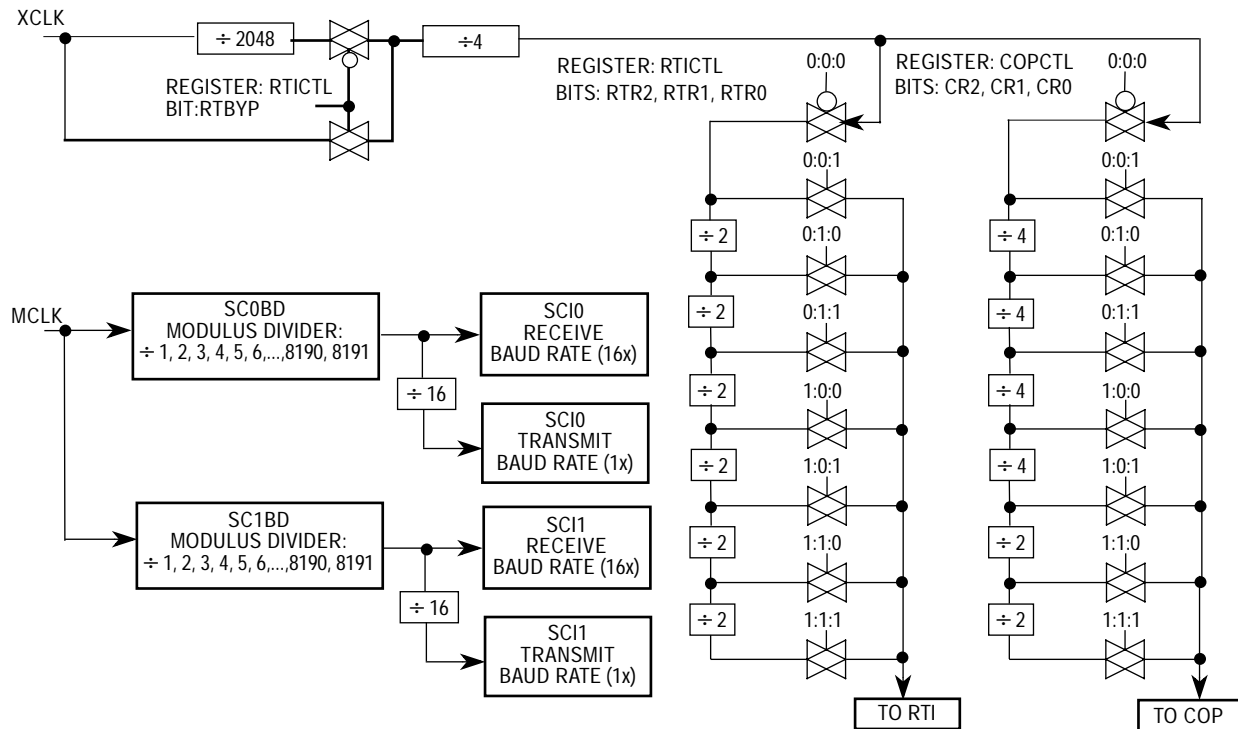 XCLK
÷ 2048
÷4
REGISTER: RTICTL
BIT:RTBYP
REGISTER: RTICTL
BITS: RTR2, RTR1, RTR0
0:0:0
REGISTER: COPCTL
BITS: CR2, CR1, CR0
0:0:0
0:0:1
÷ 2
0:1:0
÷ 2
0:1:1
÷ 2
1:0:0
÷ 2
1:0:1
÷ 2
1:1:0
÷ 2
1:1:1
TO RTI
0:0:1
÷ 4
0:1:0
÷ 4
0:1:1
÷ 4
1:0:0
÷ 4
1:0:1
÷ 2
1:1:0
÷ 2
1:1:1
TO COP
MCLK
SC0BD
MODULUS DIVIDER:
÷ 1, 2, 3, 4, 5, 6,...,8190, 8191
SCI0
RECEIVE
BAUD RATE (16x)
÷ 16
SCI0
TRANSMIT
BAUD RATE (1x)
SC1BD
MODULUS DIVIDER:
÷ 1, 2, 3, 4, 5, 6,...,8190, 8191
SCI1
RECEIVE
BAUD RATE (16x)
÷ 16
SCI1
TRANSMIT
BAUD RATE (1x)